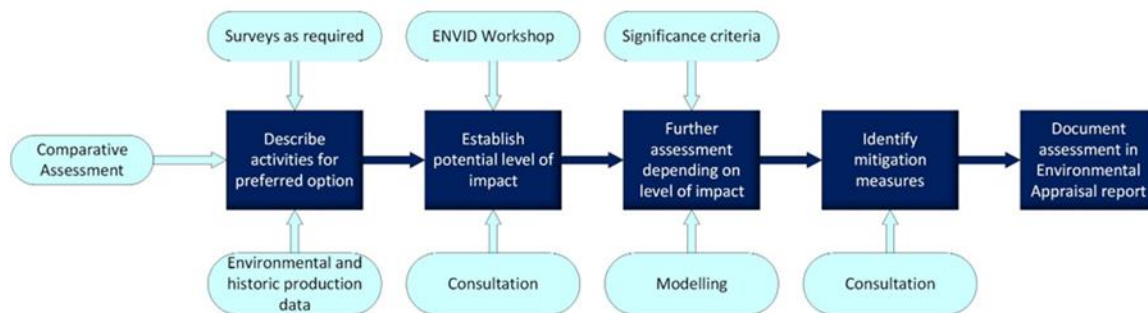 Surveys as required
ENVID Workshop
Significance criteria
Comparative
Assessment
Describe
activities for
preferred option
Establish
potential level of
impact
Further
assessment
depending on
level of impact
Identify
mitigation
measures
Document
assessment in
Environmental
Appraisal report
Environmental and
historic production
data
Consultation
Modelling
Consultation